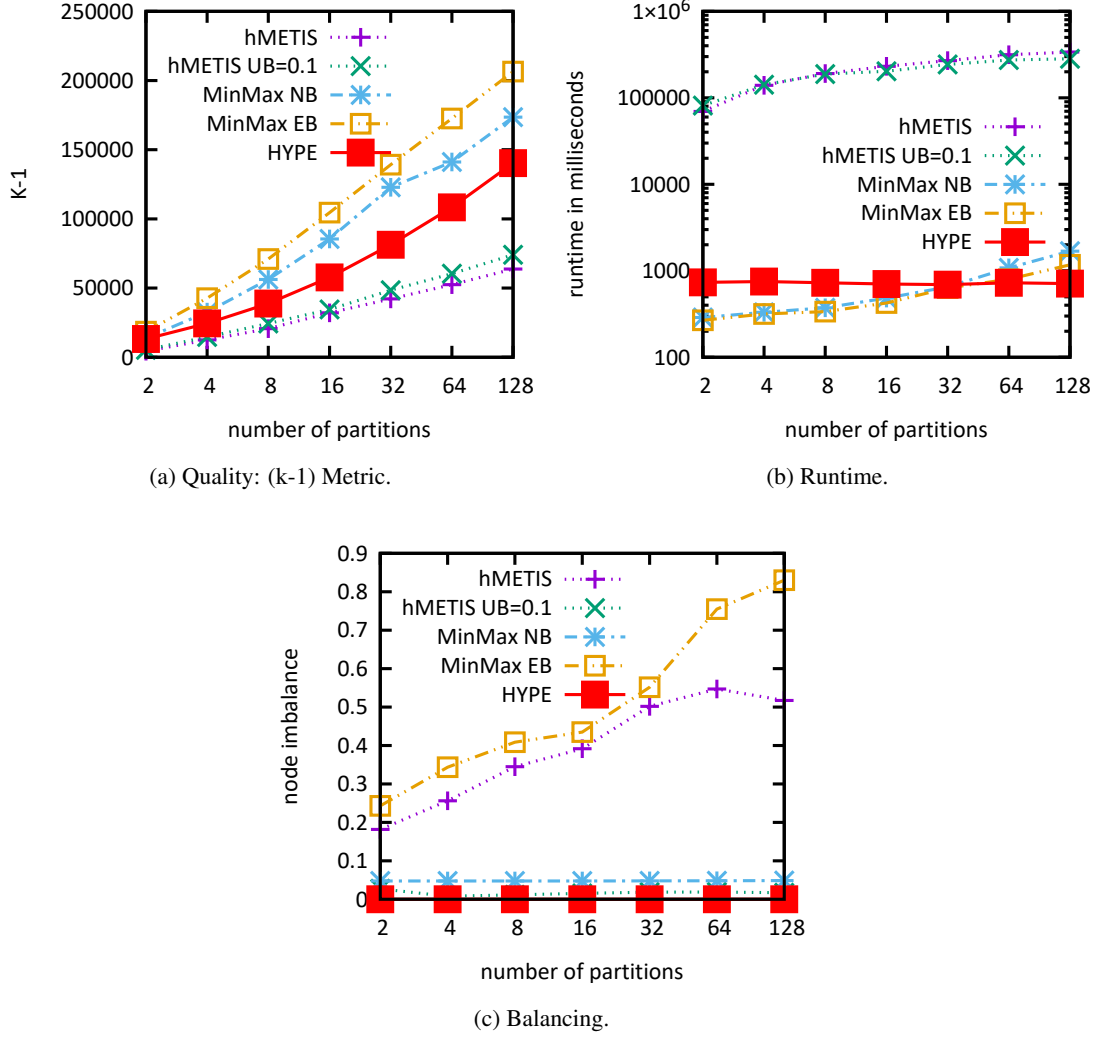 250000
200000
150000
100000
50000
0
K-1
hMETIS
hMETIS UB=0.1
MinMax NB
MinMax EB
HYPE
2 4 8 16 32 64 128
number of partitions
(a) Quality: (k-1) Metric.
1×10⁶
100000
10000
1000
100
runtime in milliseconds
hMETIS
hMETIS UB=0.1
MinMax NB
MinMax EB
HYPE
2 4 8 16 32 64 128
number of partitions
(b) Runtime.
0.9
0.8
0.7
0.6
0.5
0.4
0.3
0.2
0.1
0
node imbalance
hMETIS
hMETIS UB=0.1
MinMax NB
MinMax EB
HYPE
2 4 8 16 32 64 128
number of partitions
(c) Balancing.